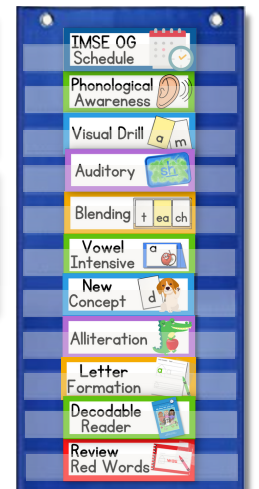 IMSE OG
Schedule
Phonological
Awareness
Visual Drill
a
m
Auditory
sh
Blending
t ea ch
Vowel
Intensive
a
New
Concept
d
Alliteration
Letter
Formation
Decodable
Reader
Review
Red Words